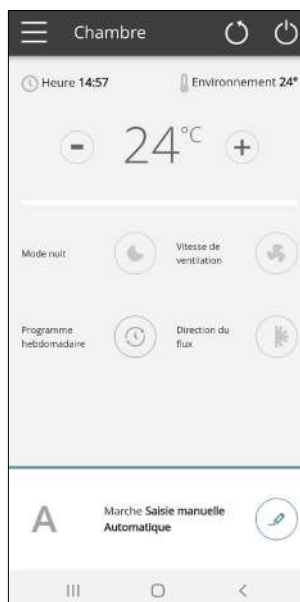 Chambre
Heure 14:57
Environnement 24°
- 24°C +
Mode nuit
Vitesse de
ventilation
Programme
hebdomadaire
Direction du
flux
A
Marche Saisie manuelle
Automatique